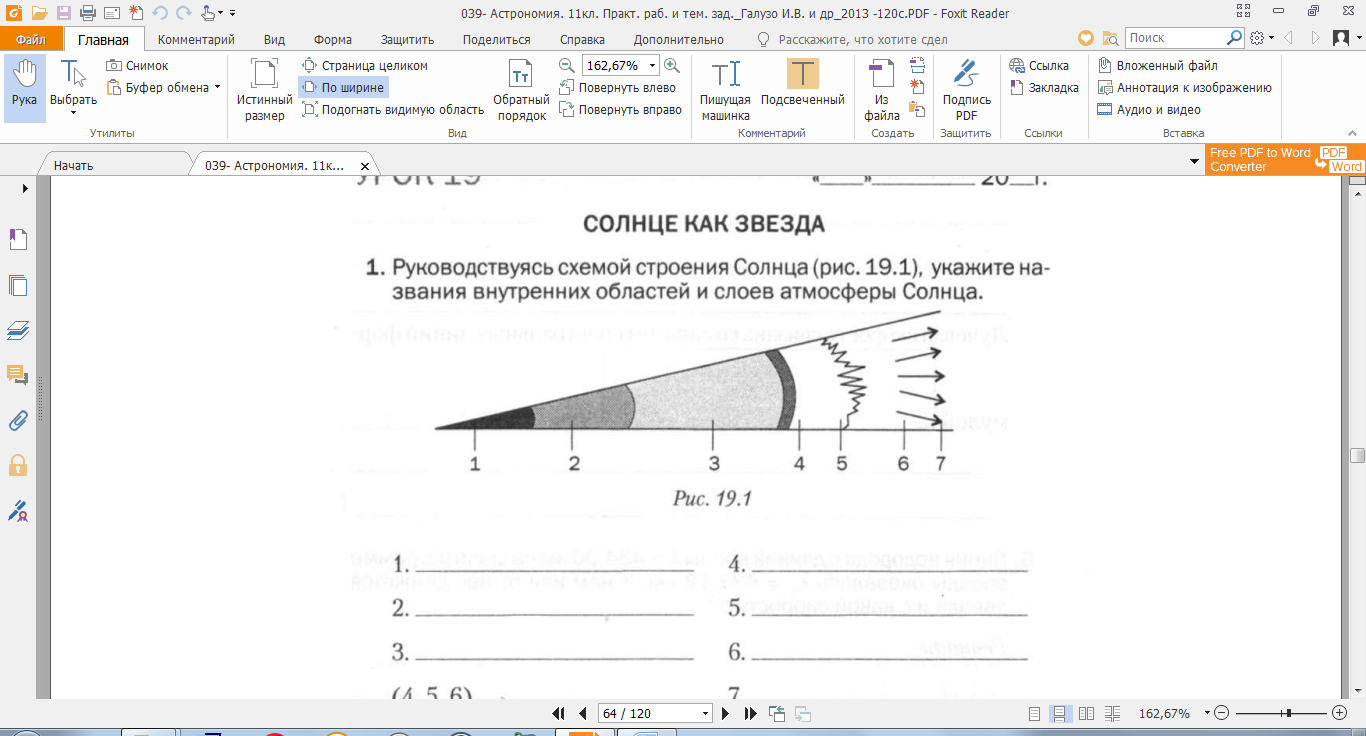 039- Астрономия. 11кл. Практ. раб. и тем. зад._Галузо И.В. и др_2013 -120с.PDF - Foxit Reader
Файл Главная Комментарий Вид Форма Защитить Поделиться Справка Дополнительно Расскажите, что хотите сдел Поиск
Рука
Выбрать
Снимок
Буфер обмена
Утилиты
Истинный размер
Страница целиком
По ширине
Подогнать видимую область
Обратный порядок
162,67%
Повернуть влево
Повернуть вправо
Вид
Пишущая машинка
Подсвеченный
Комментарий
Из файла
Создать
Подпись PDF
Защитить
Ссылка
Закладка
Ссылки
Вложенный файл
Аннотация к изображению
Аудио и видео
Вставка
Начать
039- Астрономия. 11к...
Free PDF to Word Converter
PDF Word
УРОК 19 «___»__________ 20__г.
СОЛНЦЕ КАК ЗВЕЗДА
1. Руководствуясь схемой строения Солнца (рис. 19.1), укажите на-
звания внутренних областей и слоев атмосферы Солнца.
1 2 3 4 5 6 7
Рис. 19.1
1. 4.
2. 5.
3. 6.
(4, 5, 6) 7
64 / 120
162,67%